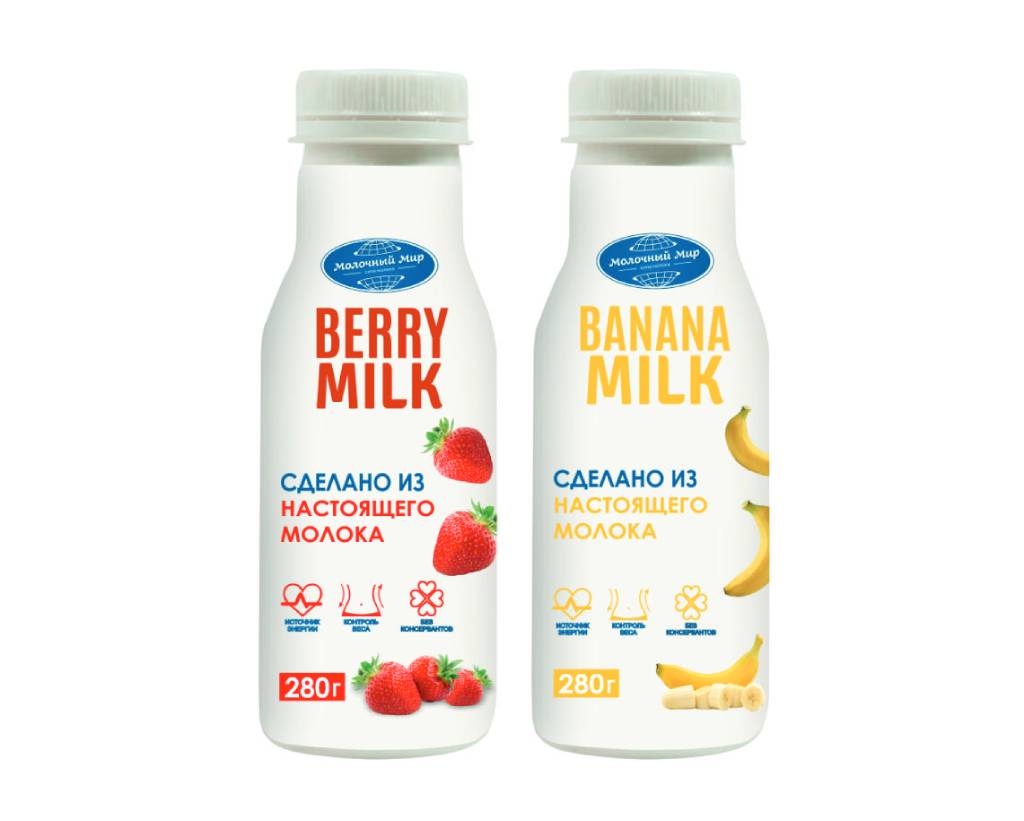 Молочный Мир
BERRY
MILK
СДЕЛАНО ИЗ
НАСТОЯЩЕГО
МОЛОКА
ИСТОЧНИК
ЭНЕРГИИ
КОНТРОЛЬ
ВЕСА
БЕЗ
КОНСЕРВАНТОВ
280г
Молочный Мир
BANANA
MILK
СДЕЛАНО ИЗ
НАСТОЯЩЕГО
МОЛОКА
ИСТОЧНИК
ЭНЕРГИИ
КОНТРОЛЬ
ВЕСА
БЕЗ
КОНСЕРВАНТОВ
280г